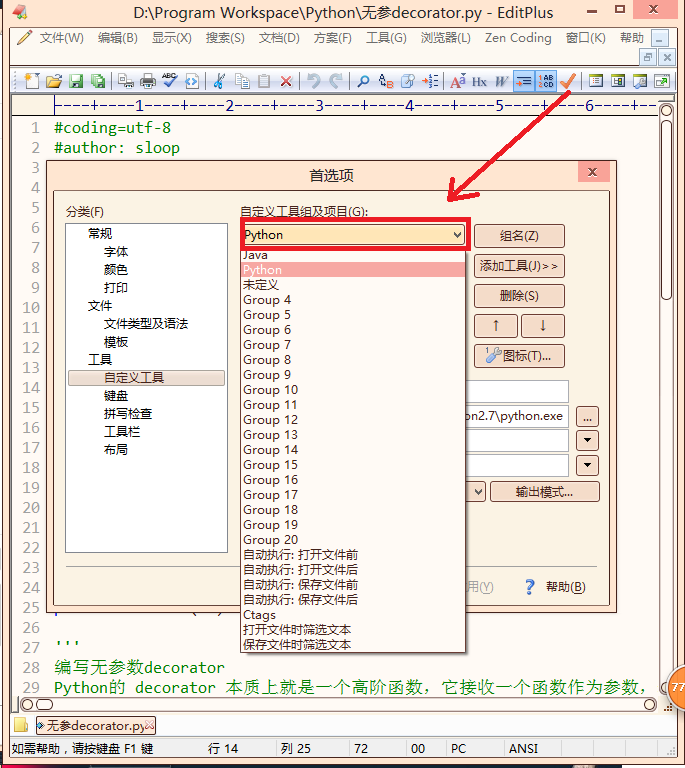 D:\Program Workspace\Python\无参decorator.py - EditPlus
文件(W) 编辑(B) 显示(X) 搜索(S) 文档(D) 方案(F) 工具(G) 浏览器(L) Zen Coding 窗口(K) 帮助
----+----1----+----2----+----3----+----4----+----5----+----6----+-
1 #coding=utf-8
2 #author: sloop
3
4
5
6
7
8
9
10
11
12
13
14
15
16
17
18
19
20
21
22
23
24
25
26
27 '''
28 编写无参数decorator
29 Python的 decorator 本质上就是一个高阶函数，它接收一个函数作为参数，
首选项
分类(F)
常规
字体
颜色
打印
文件
文件类型及语法
模板
工具
自定义工具
键盘
拼写检查
工具栏
布局
自定义工具组及项目(G):
Python
Java
Python
未定义
Group 4
Group 5
Group 6
Group 7
Group 8
Group 9
Group 10
Group 11
Group 12
Group 13
Group 14
Group 15
Group 16
Group 17
Group 18
Group 19
Group 20
自动执行: 打开文件前
自动执行: 打开文件后
自动执行: 保存文件前
自动执行: 保存文件后
Ctags
打开文件时筛选文本
保存文件时筛选文本
组名(Z)
添加工具(J)>>
删除(S)
↑ ↓
图标(T)...
on2.7\python.exe ...
输出模式...
用(Y) ? 帮助(B)
77
无参decorator.py
如需帮助，请按键盘 F1 键 行 14 列 25 72 00 PC ANSI